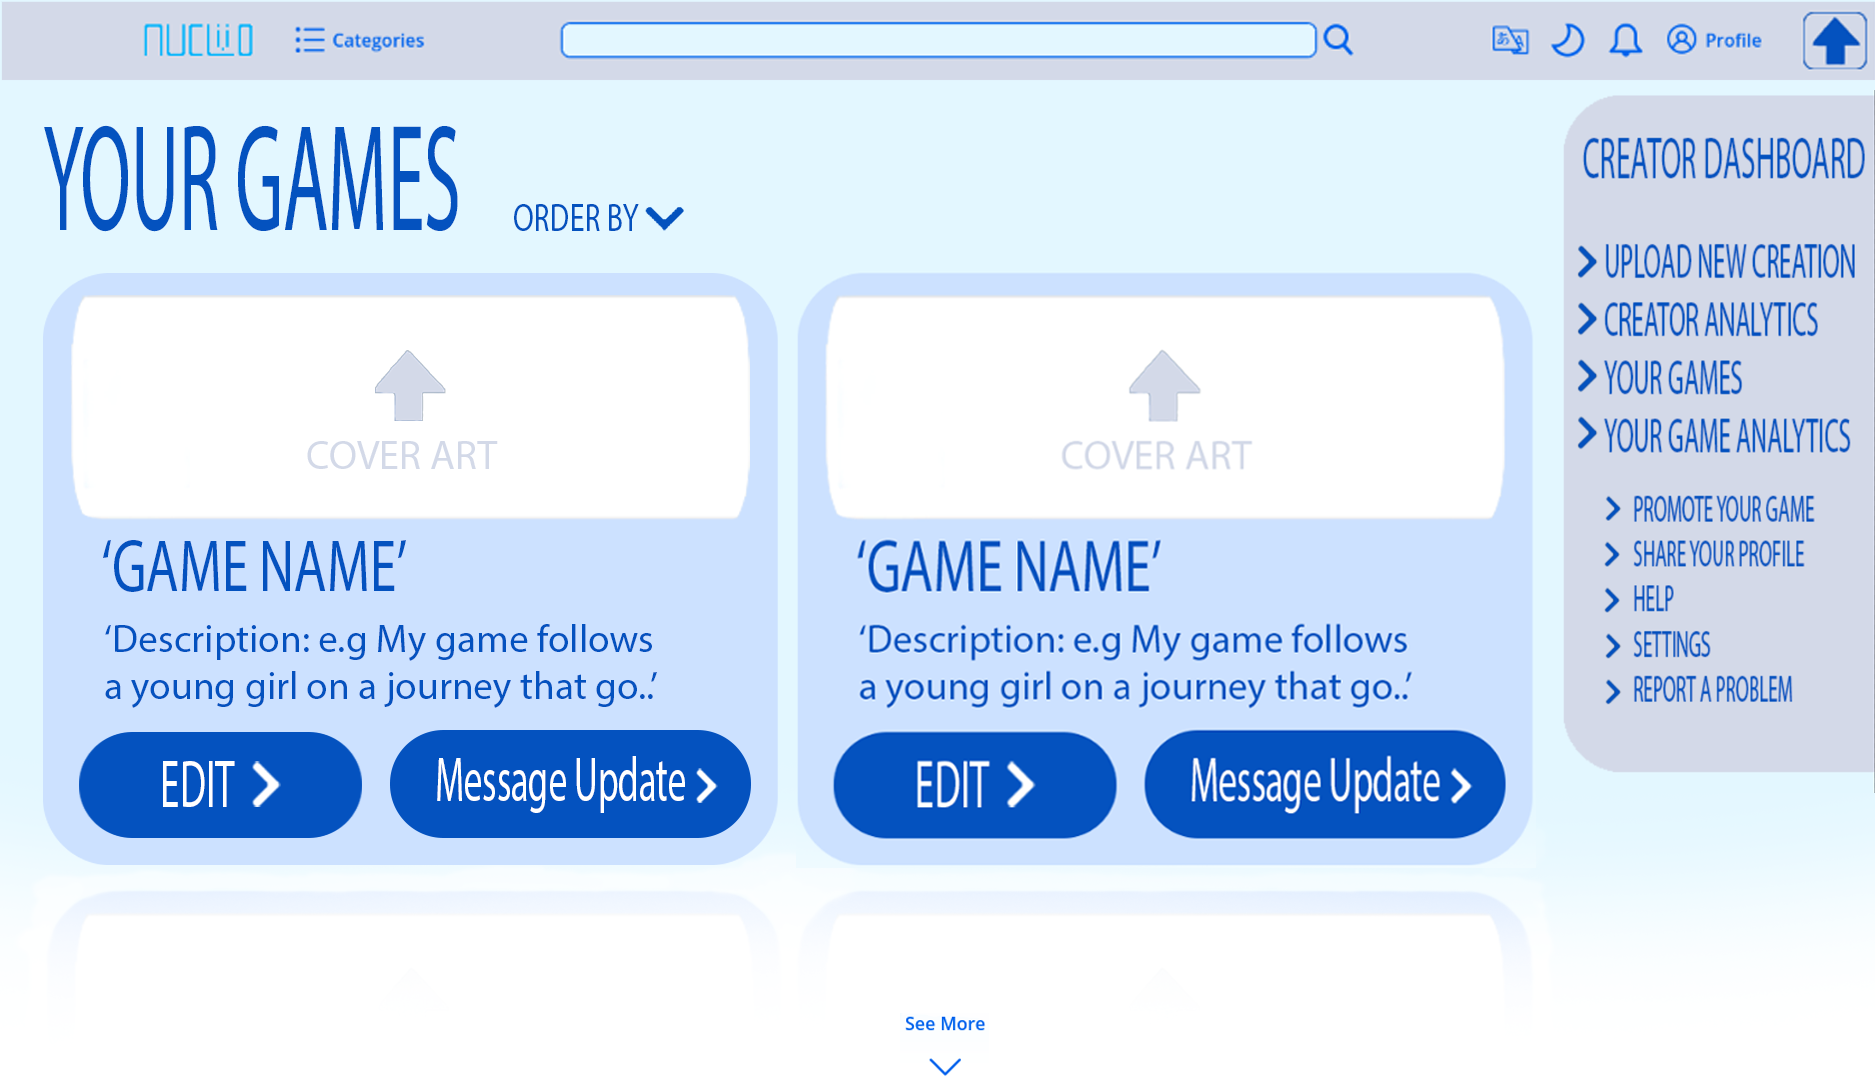 NUCLiiO
Categories
Profile
YOUR GAMES
ORDER BY
COVER ART
‘GAME NAME’
‘Description: e.g My game follows
a young girl on a journey that go..’
EDIT
Message Update
COVER ART
‘GAME NAME’
‘Description: e.g My game follows
a young girl on a journey that go..’
EDIT
Message Update
CREATOR DASHBOARD
UPLOAD NEW CREATION
CREATOR ANALYTICS
YOUR GAMES
YOUR GAME ANALYTICS
PROMOTE YOUR GAME
SHARE YOUR PROFILE
HELP
SETTINGS
REPORT A PROBLEM
See More